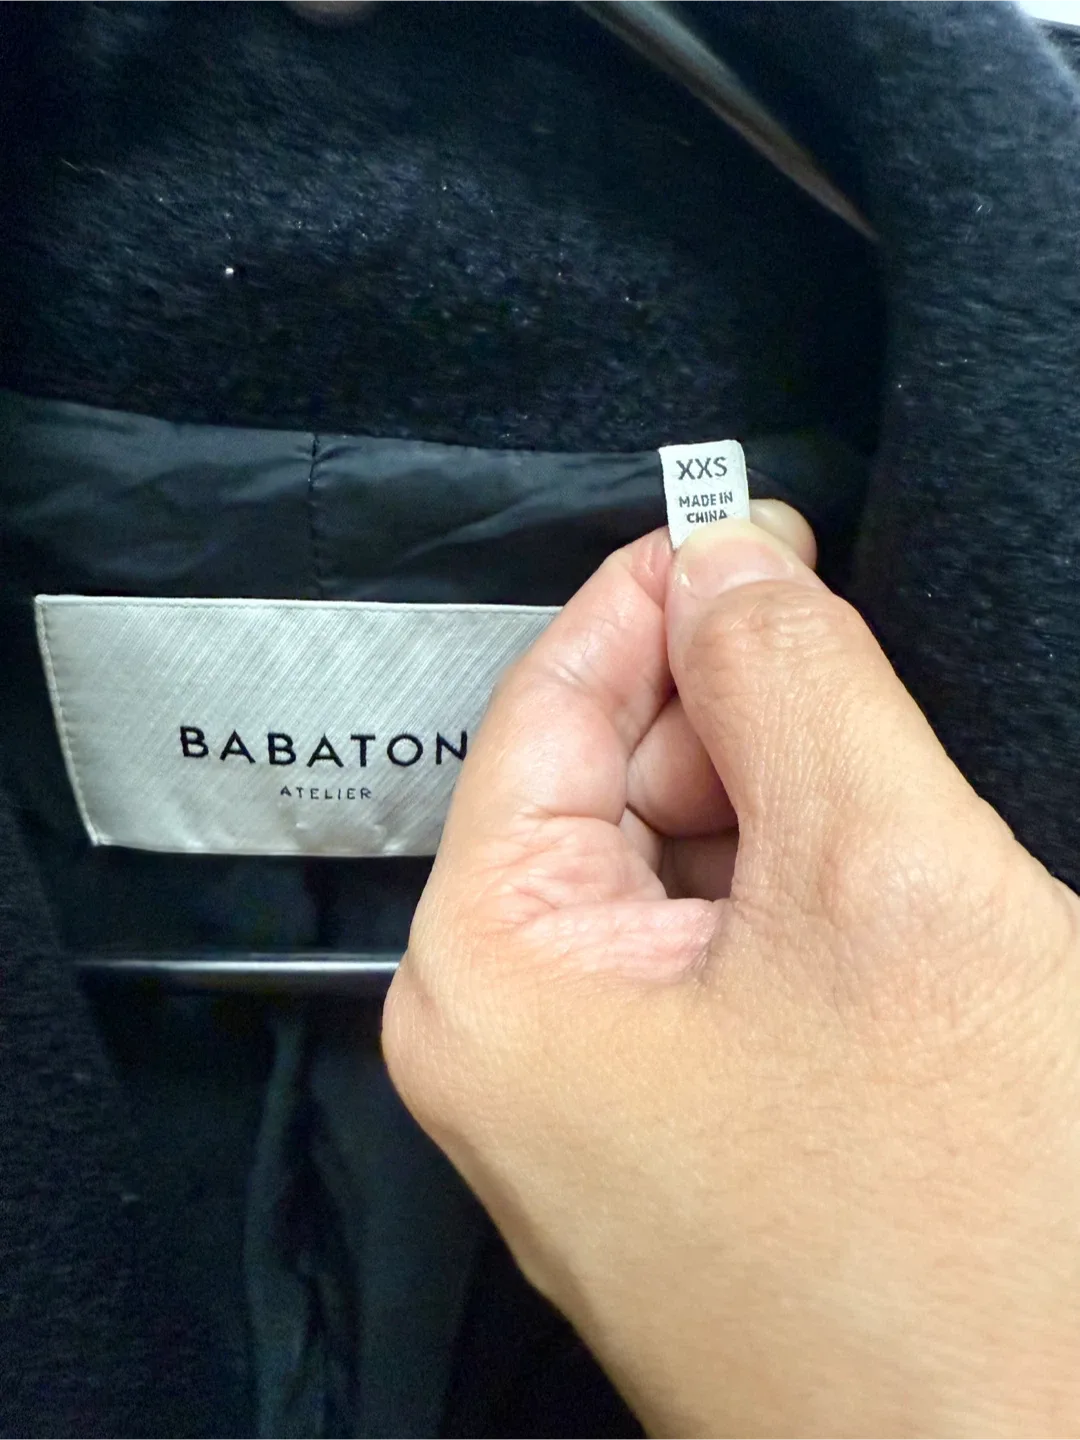 XXS
MADE IN
CHINA
BABATON
ATELIER